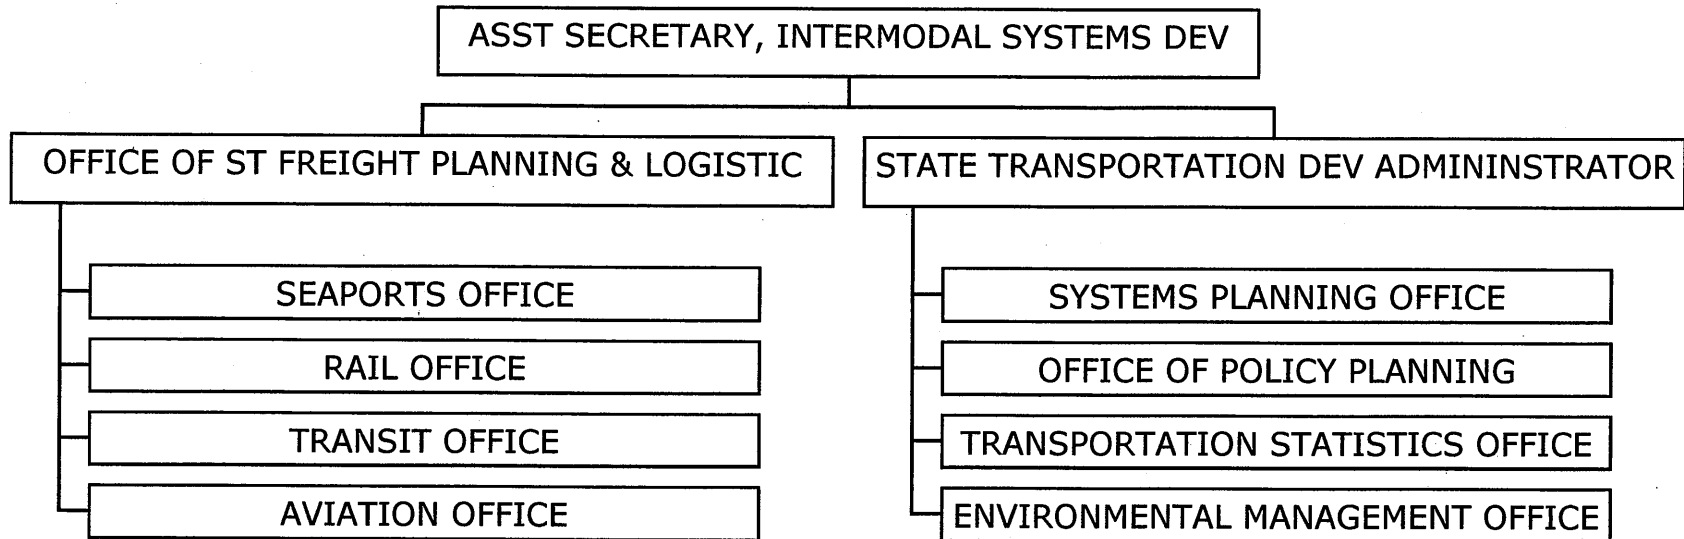 ASST SECRETARY, INTERMODAL SYSTEMS DEV
OFFICE OF ST FREIGHT PLANNING & LOGISTIC
STATE TRANSPORTATION DEV ADMININSTRATOR
SEAPORTS OFFICE
RAIL OFFICE
TRANSIT OFFICE
AVIATION OFFICE
SYSTEMS PLANNING OFFICE
OFFICE OF POLICY PLANNING
TRANSPORTATION STATISTICS OFFICE
ENVIRONMENTAL MANAGEMENT OFFICE